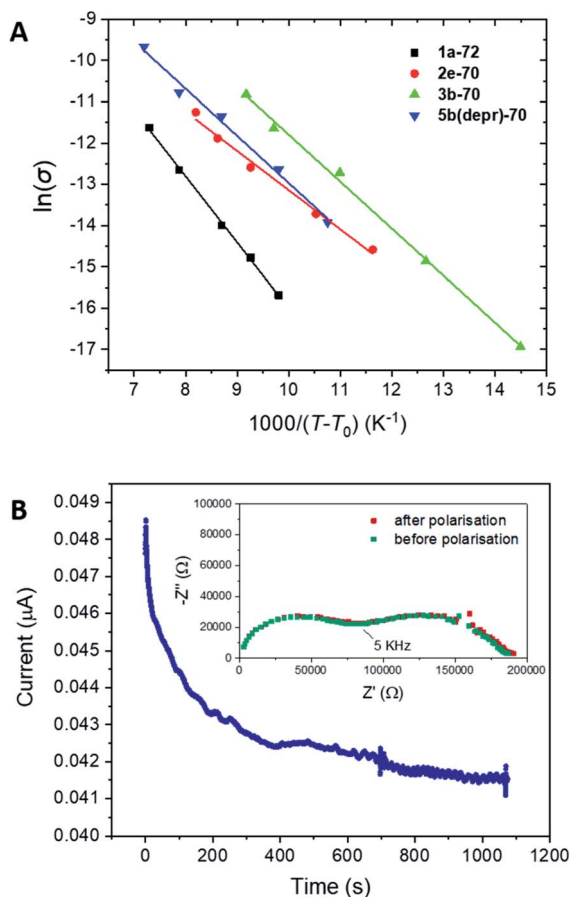 A
-9
-10
-11
-12
-13
-14
-15
-16
-17
ln(σ)
1a-72
2e-70
3b-70
5b(depr)-70
7 8 9 10 11 12 13 14 15
1000/(T-T₀) (K⁻¹)
B
0.049
0.048
0.047
0.046
0.045
0.044
0.043
0.042
0.041
0.040
Current (µA)
100000
80000
60000
40000
20000
0
-Z" (Ω)
after polarisation
before polarisation
5 KHz
0 50000 100000 150000 200000
Z' (Ω)
0 200 400 600 800 1000 1200
Time (s)